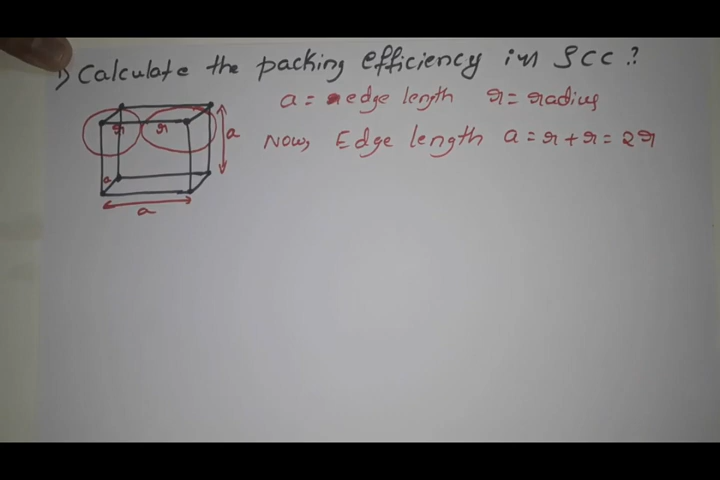 1) Calculate the packing efficiency in SCC ?
a = edge length r = radius
Now, Edge length a = r + r = 2r
r r a
a
a